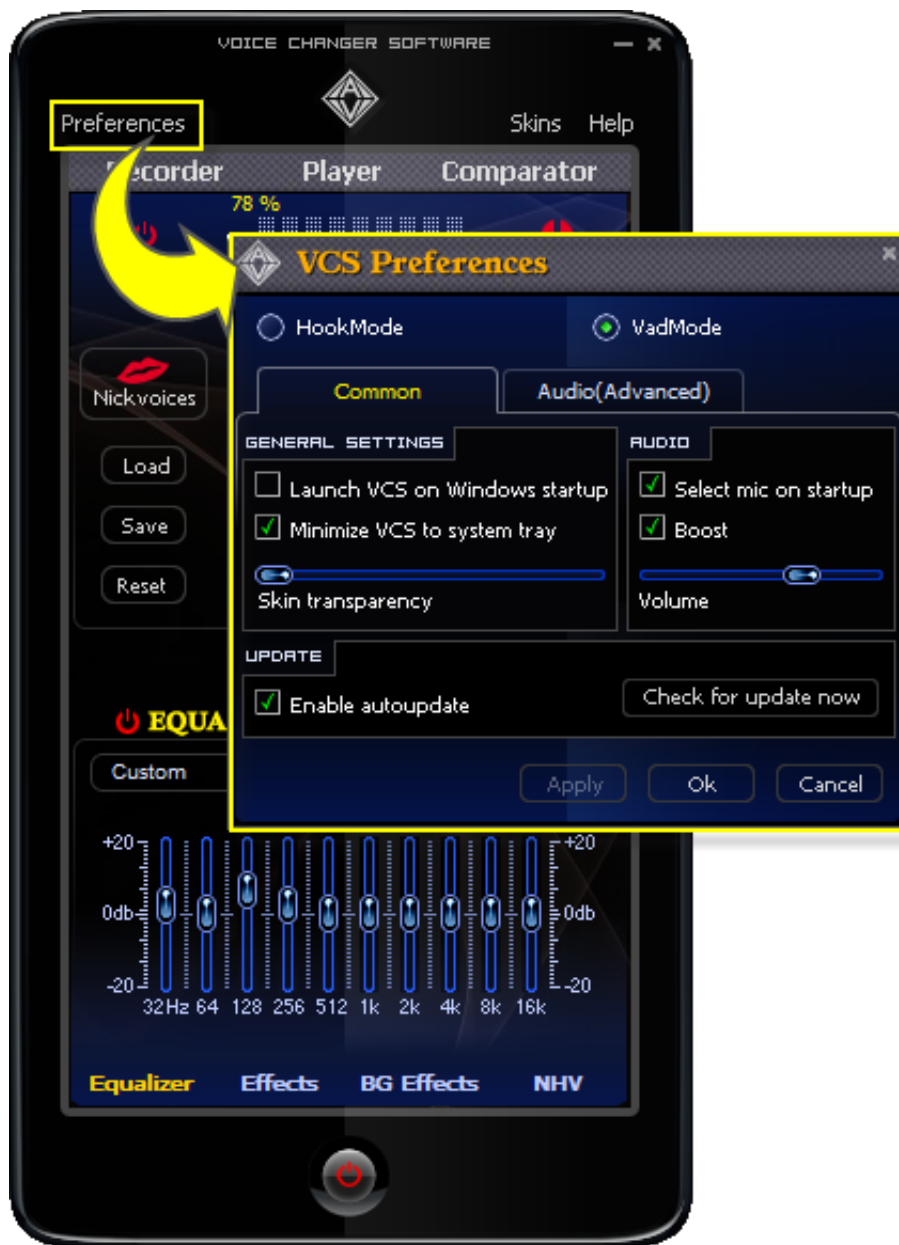 VOICE CHANGER SOFTWARE
Preferences
Skins Help
Recorder Player Comparator
78 %
VCS Preferences
HookMode VadMode
Nickvoices
Common Audio(Advanced)
GENERAL SETTINGS AUDIO
Load
Launch VCS on Windows startup Select mic on startup
Save
Minimize VCS to system tray Boost
Reset
Skin transparency Volume
UPDATE
Enable autoupdate Check for update now
EQUA
Custom
Apply Ok Cancel
+20 +20
0db 0db
-20 -20
32Hz 64 128 256 512 1k 2k 4k 8k 16k
Equalizer Effects BG Effects NHV